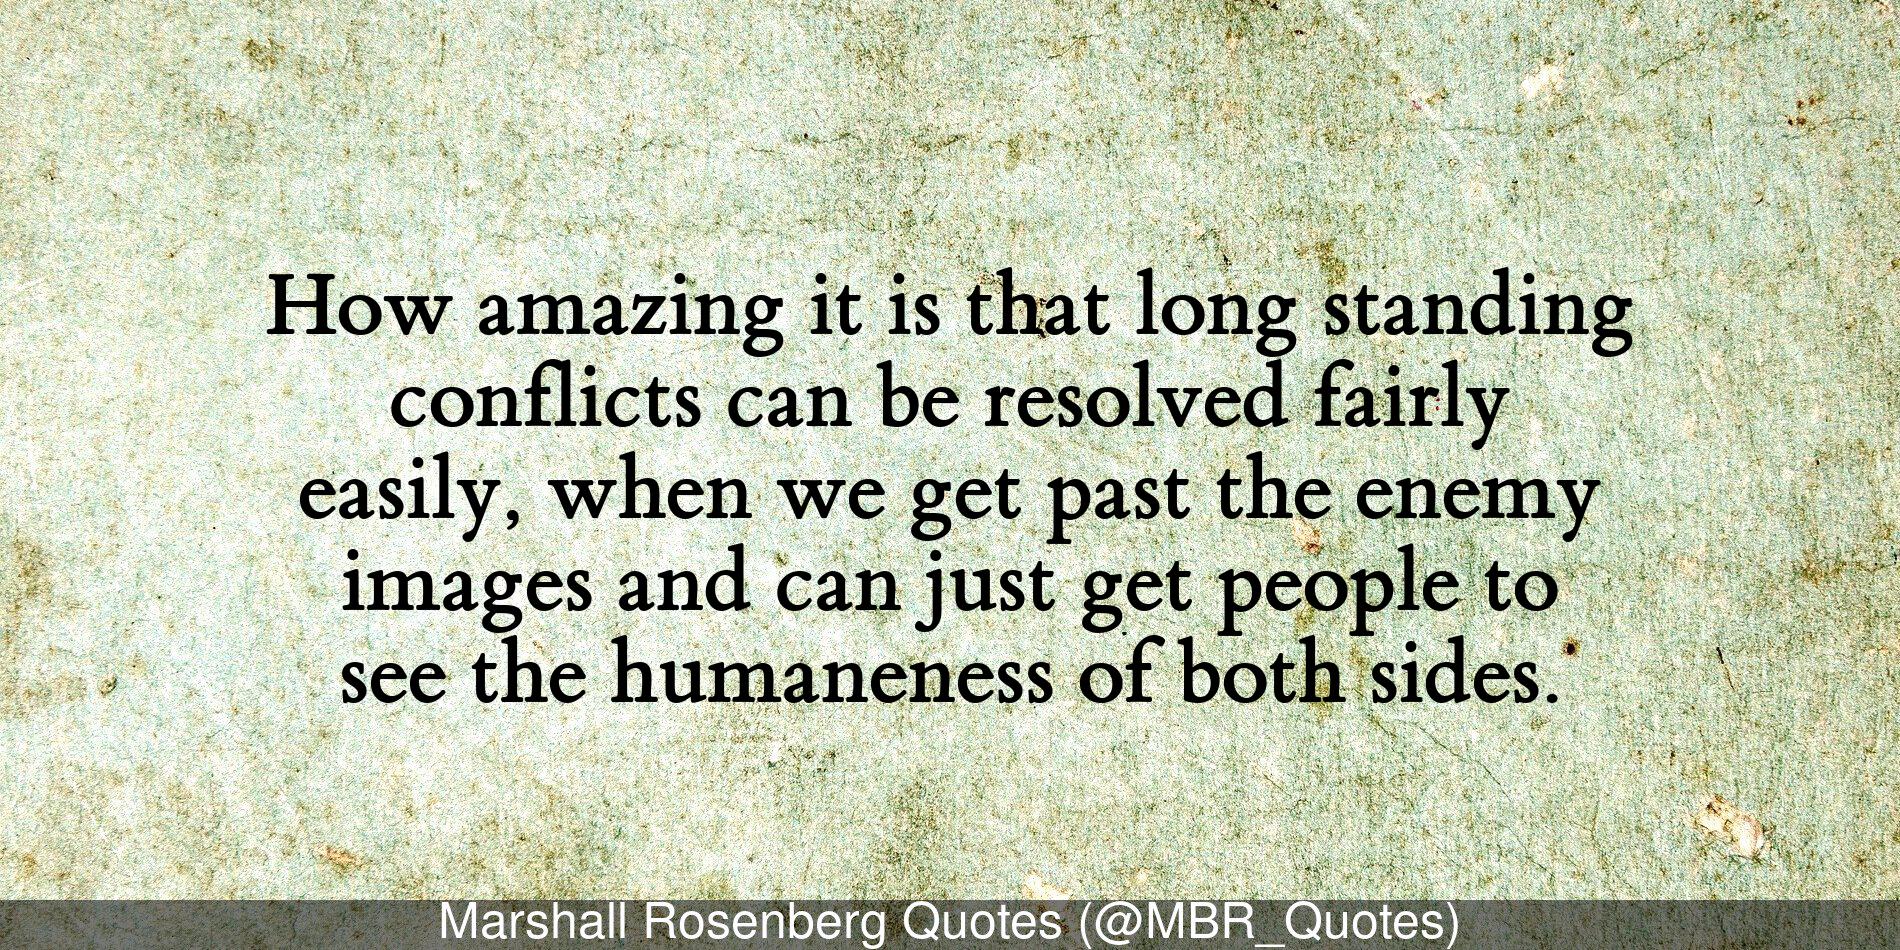 How amazing it is that long standing
conflicts can be resolved fairly
easily, when we get past the enemy
images and can just get people to
see the humaneness of both sides.
Marshall Rosenberg Quotes (@MBR_Quotes)